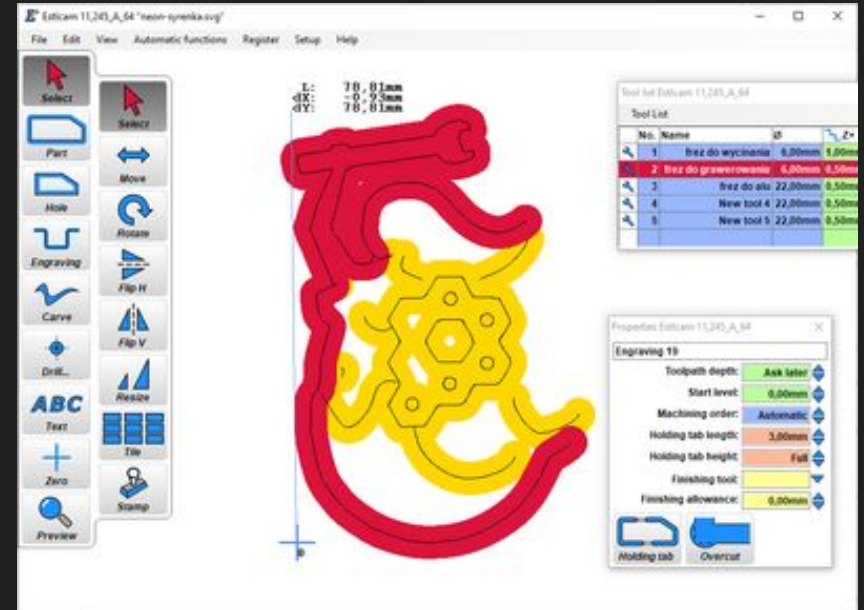 Estlcam 11,245_A_64 "neon-syrenka.svg"
File Edit View Automatic functions Register Setup Help
Select
Part
Hole
Engraving
Carve
Drill...
ABC
Text
Zero
Preview
Select
Move
Rotate
Flip H
Flip V
Resize
Tile
Stamp
L: 78,81mm
dX: -0,93mm
dY: 78,81mm
Tool list Estlcam 11,245_A_64
Tool List
No. Name Ø Z+
1 frez do wycinania 6,00mm 1,00mm
2 frez do grawerowania 6,00mm 0,50mm
3 frez do alu 22,00mm 0,50mm
4 New tool 4 22,00mm 0,50mm
5 New tool 5 22,00mm 0,50mm
Properties Estlcam 11,245_A_64
Engraving 19
Toolpath depth: Ask later
Start level: 0,00mm
Machining order: Automatic
Holding tab length: 3,00mm
Holding tab height: Full
Finishing tool:
Finishing allowance: 0,00mm
Holding tab
Overcut